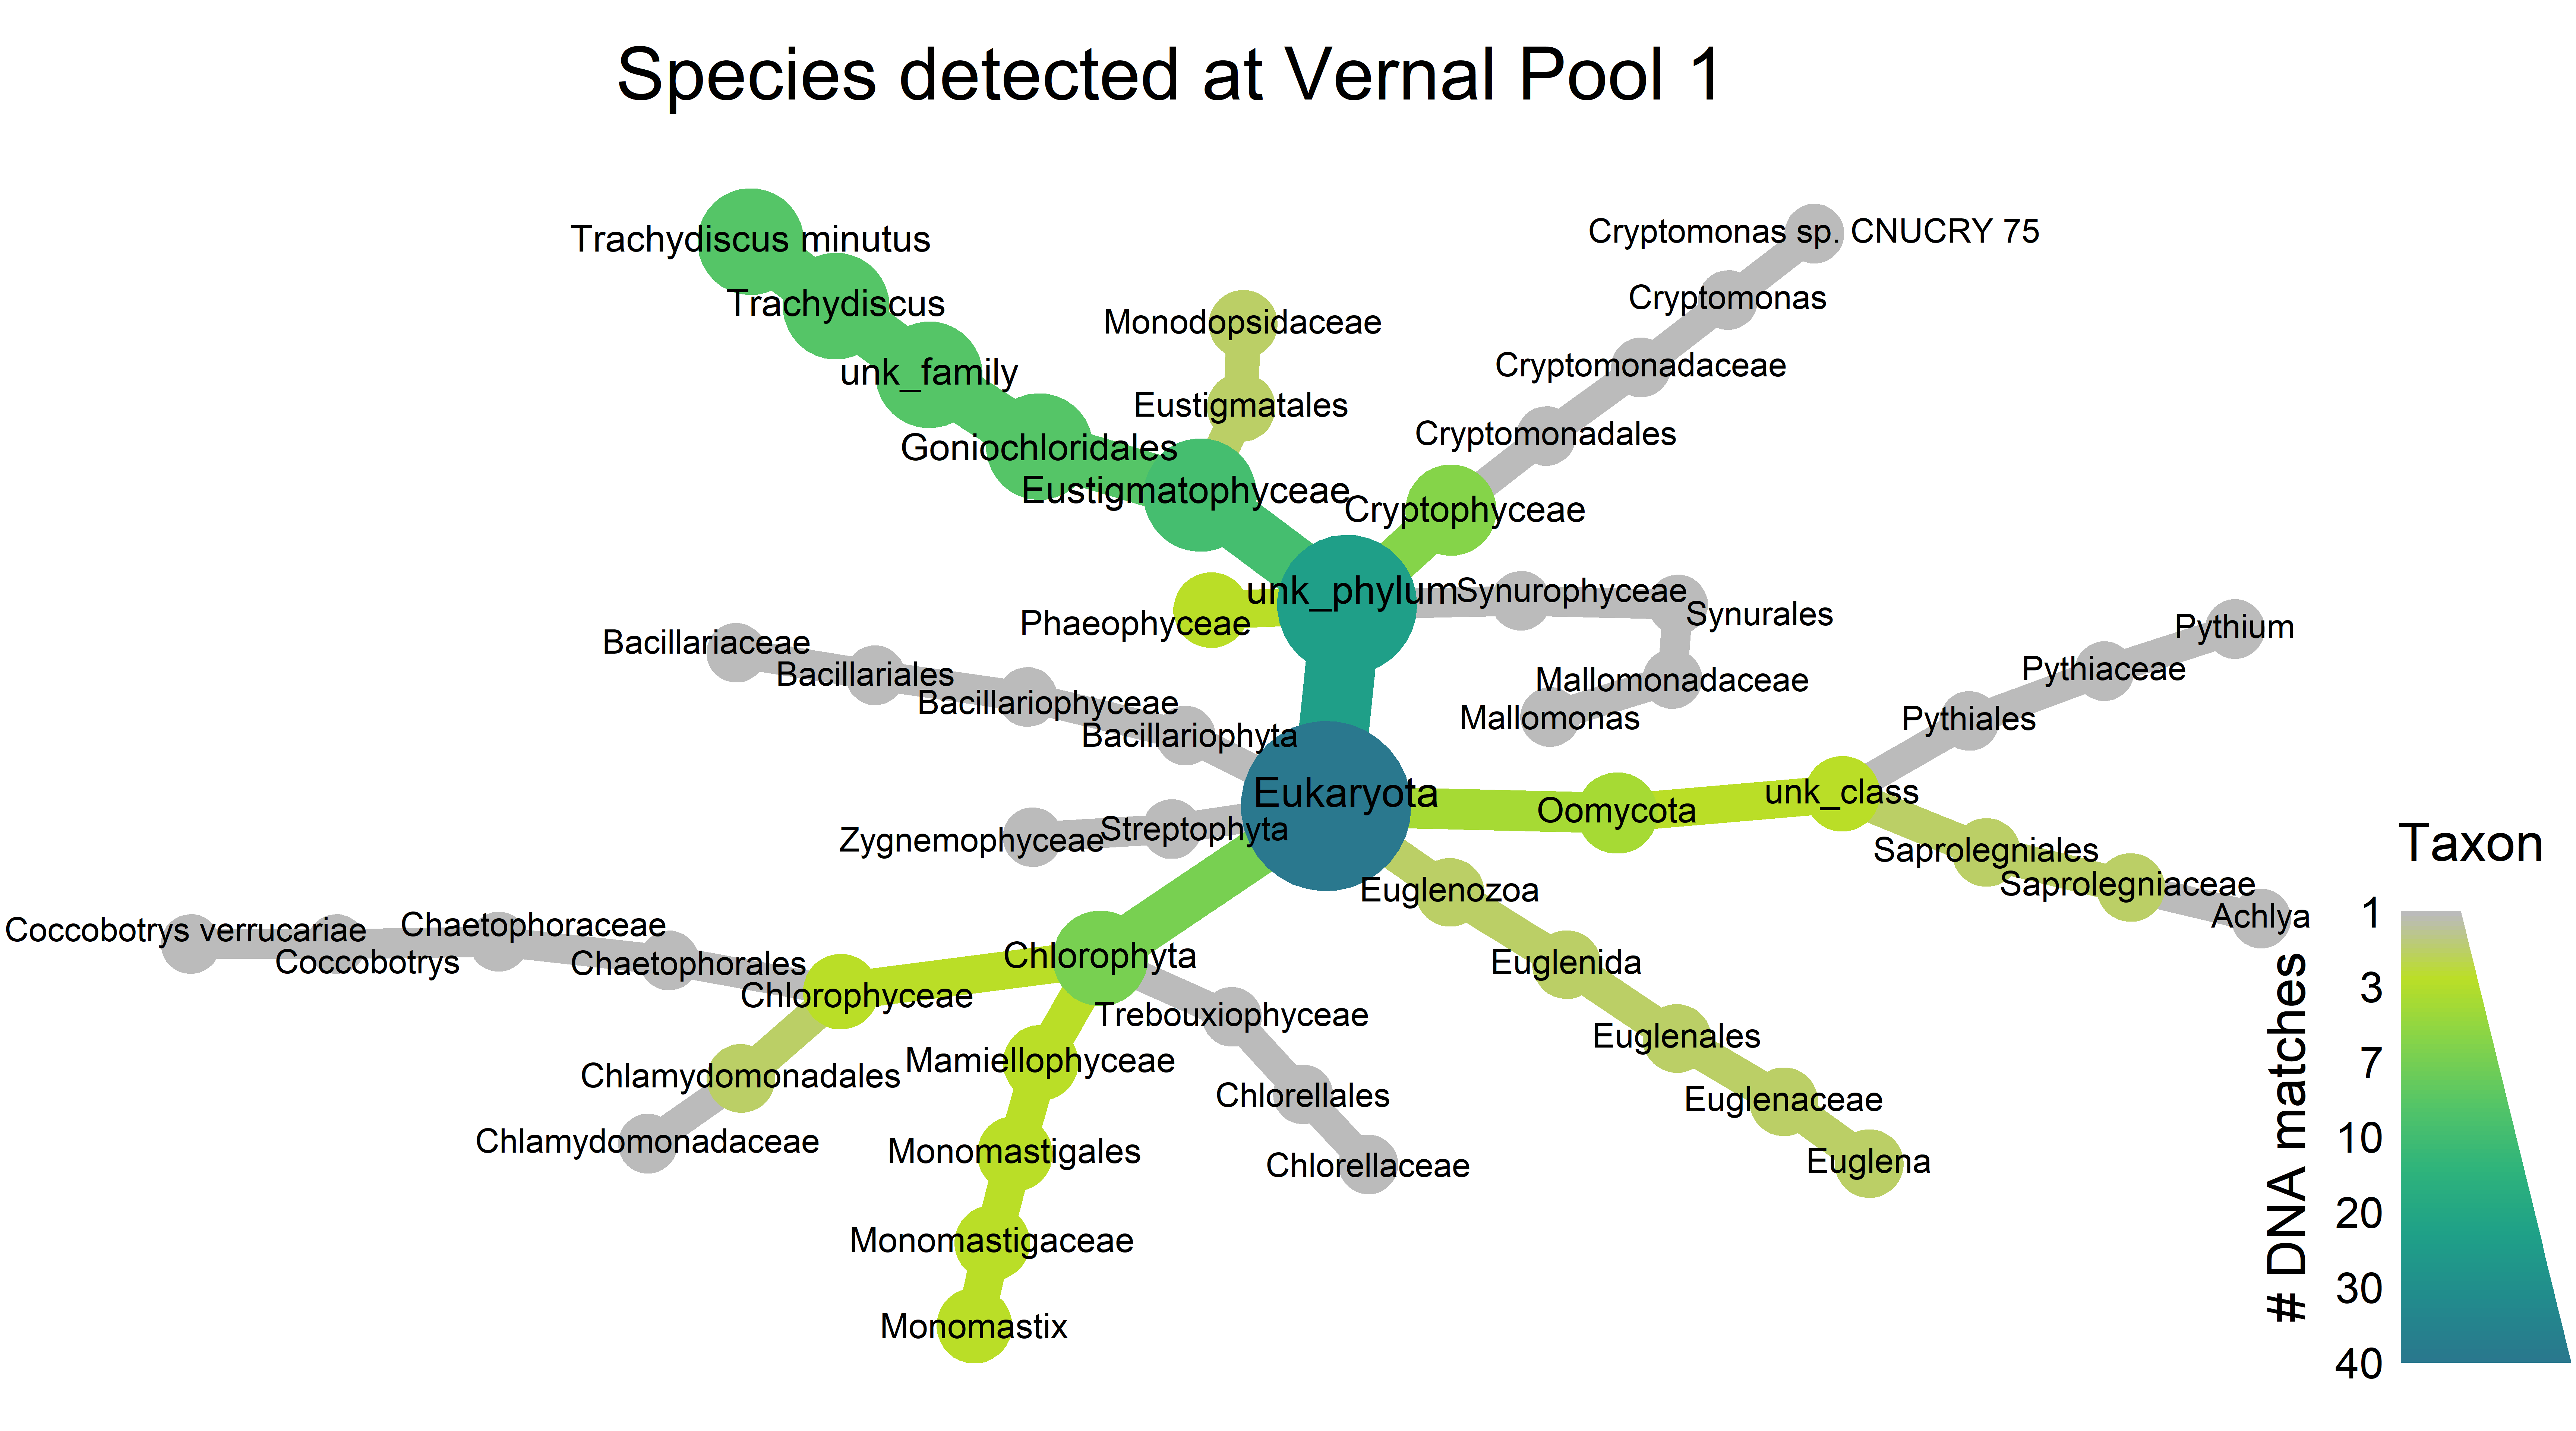 Species detected at Vernal Pool 1
Trachydiscus minutus
Cryptomonas sp. CNUCRY 75
Trachydiscus
Cryptomonas
Monodopsidaceae
unk_family
Cryptomonadaceae
Eustigmatales
Cryptomonadales
Goniochloridales
Eustigmatophyceae
Cryptophyceae
unk_phylum
Synurophyceae
Synurales
Phaeophyceae
Pythium
Bacillariaceae
Bacillariales
Pythiaceae
Mallomonadaceae
Bacillariophyceae
Mallomonas
Pythiales
Bacillariophyta
Eukaryota
unk_class
Oomycota
Streptophyta
Zygnemophyceae
Saprolegniales
Saprolegniaceae
Euglenozoa
Achlya
Coccobotrys verrucariae
Chaetophoraceae
Coccobotrys
Chaetophorales
Chlorophyta
Euglenida
Chlorophyceae
Trebouxiophyceae
Euglenales
Mamiellophyceae
Chlamydomonadales
Chlorellales
Euglenaceae
Chlamydomonadaceae
Monomastigales
Chlorellaceae
Euglena
Monomastigaceae
Monomastix
Taxon
# DNA matches
1
3
7
10
20
30
40